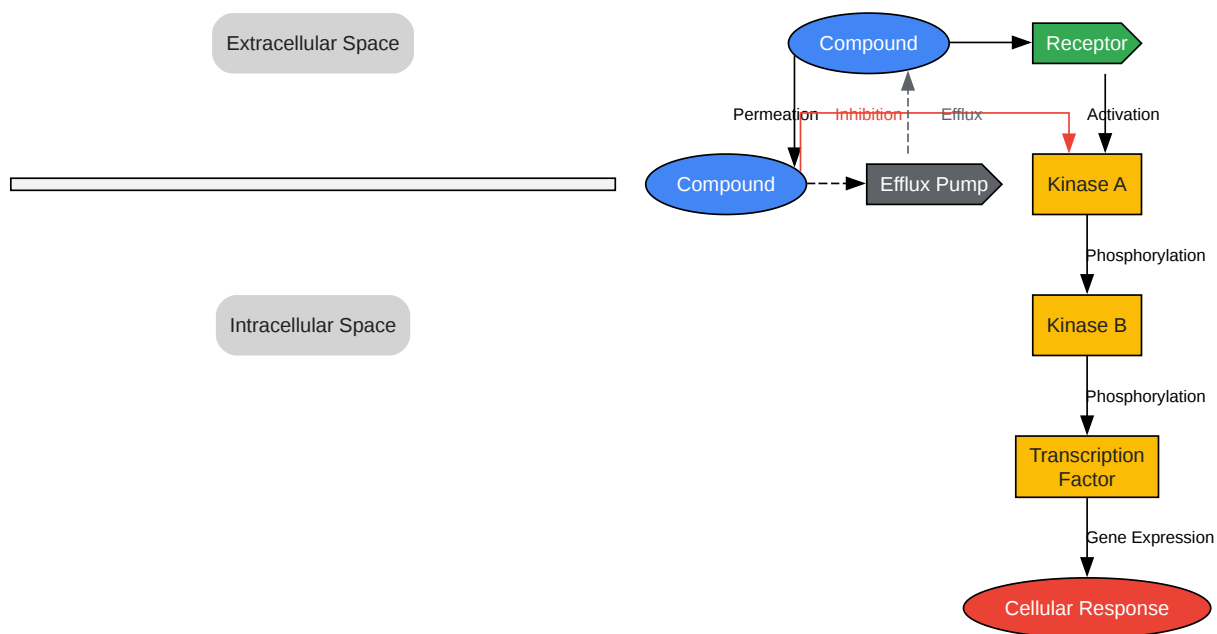 Extracellular Space
Compound
Receptor
Permeation
Inhibition
Efflux
Activation
Compound
Efflux Pump
Kinase A
Phosphorylation
Intracellular Space
Kinase B
Phosphorylation
Transcription
Factor
Gene Expression
Cellular Response